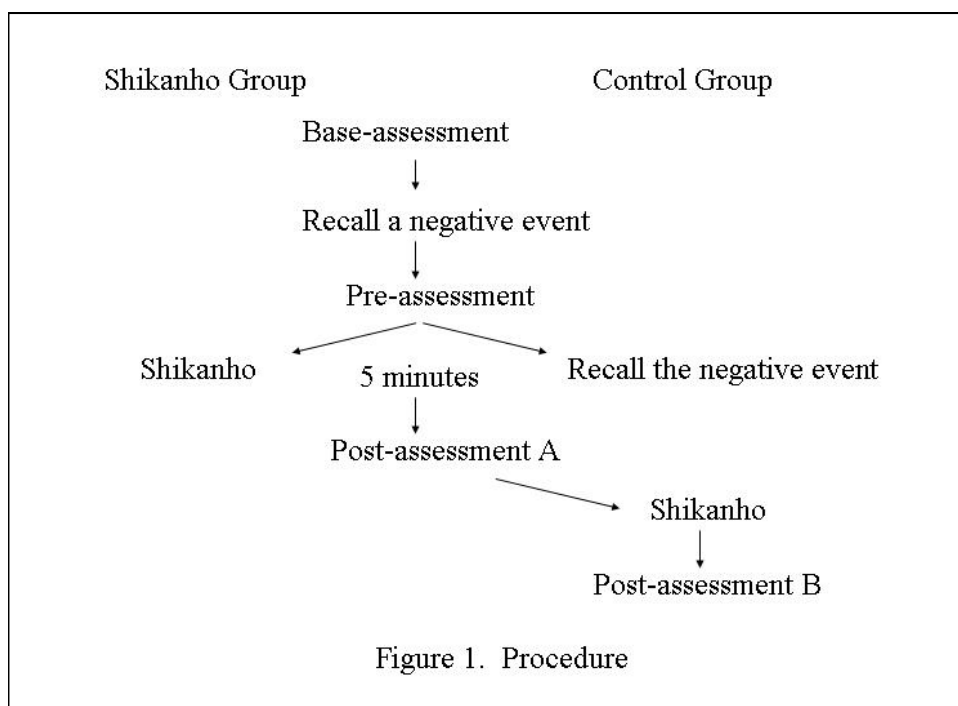 Shikanho Group Control Group
Base-assessment
Recall a negative event
Pre-assessment
Shikanho 5 minutes Recall the negative event
Post-assessment A
Shikanho
Post-assessment B
Figure 1. Procedure